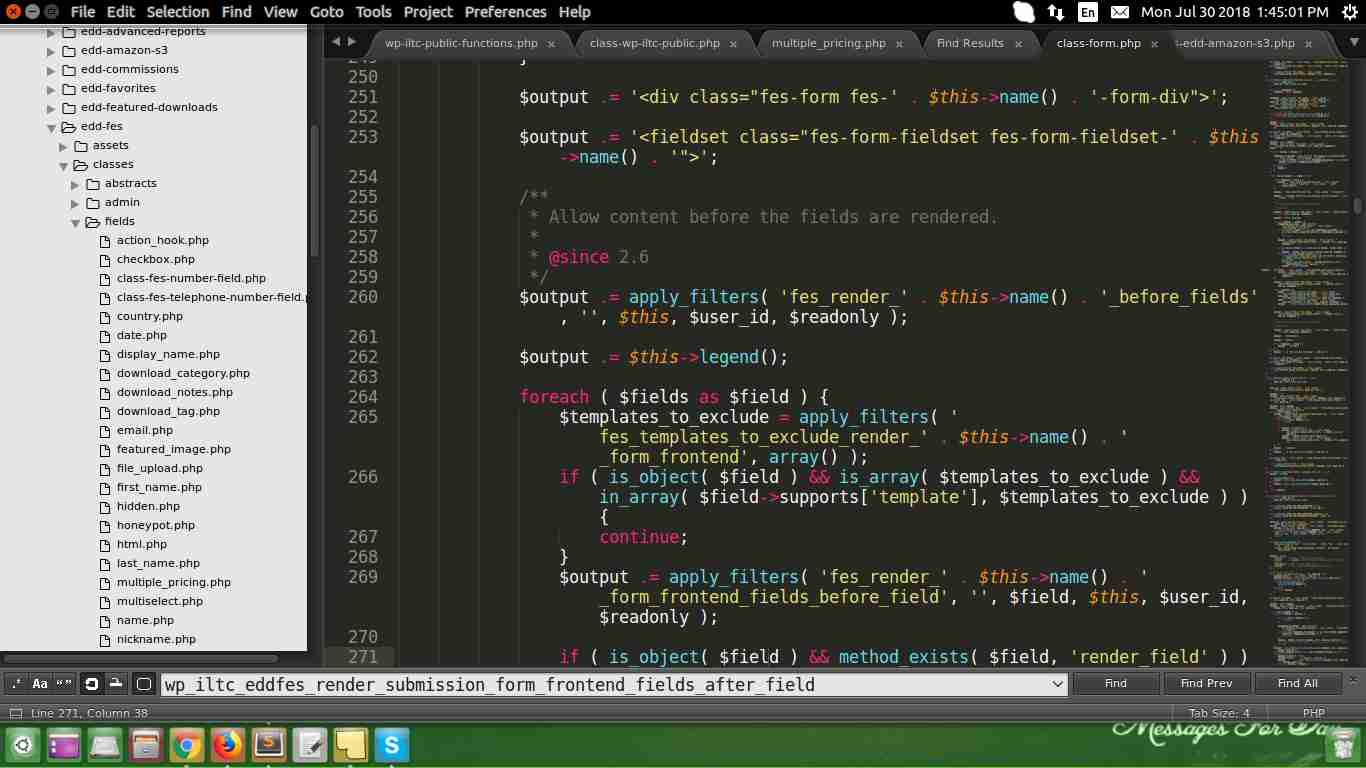 File Edit Selection Find View Goto Tools Project Preferences Help
En Mon Jul 30 2018 1:45:01 PM
edd-advanced-reports
edd-amazon-s3
edd-commissions
edd-favorites
edd-featured-downloads
edd-fes
assets
classes
abstracts
admin
fields
action_hook.php
checkbox.php
class-fes-number-field.php
class-fes-telephone-number-field.p
country.php
date.php
display_name.php
download_category.php
download_notes.php
download_tag.php
email.php
featured_image.php
file_upload.php
first_name.php
hidden.php
honeypot.php
html.php
last_name.php
multiple_pricing.php
multiselect.php
name.php
nickname.php
wp-iltc-public-functions.php × class-wp-iltc-public.php × multiple_pricing.php × Find Results × class-form.php × s-edd-amazon-s3.php ×
249 }
250
251 $output .= '<div class="fes-form fes-' . $this->name() . '-form-div">';
252
253 $output .= '<fieldset class="fes-form-fieldset fes-form-fieldset-' . $this
->name() . '">';
254
255 /**
256 * Allow content before the fields are rendered.
257 *
258 * @since 2.6
259 */
260 $output .= apply_filters( 'fes_render_' . $this->name() . '_before_fields'
, '', $this, $user_id, $readonly );
261
262 $output .= $this->legend();
263
264 foreach ( $fields as $field ) {
265 $templates_to_exclude = apply_filters( '
fes_templates_to_exclude_render_' . $this->name() . '
_form_frontend', array() );
266 if ( is_object( $field ) && is_array( $templates_to_exclude ) &&
in_array( $field->supports['template'], $templates_to_exclude ) )
{
267 continue;
268 }
269 $output .= apply_filters( 'fes_render_' . $this->name() . '
_form_frontend_fields_before_field', '', $field, $this, $user_id,
$readonly );
270
271 if ( is_object( $field ) && method_exists( $field, 'render_field' ) )
.* Aa “” wp_iltc_eddfes_render_submission_form_frontend_fields_after_field Find Find Prev Find All ×
Line 271, Column 38 Tab Size: 4 PHP
Messages For Day